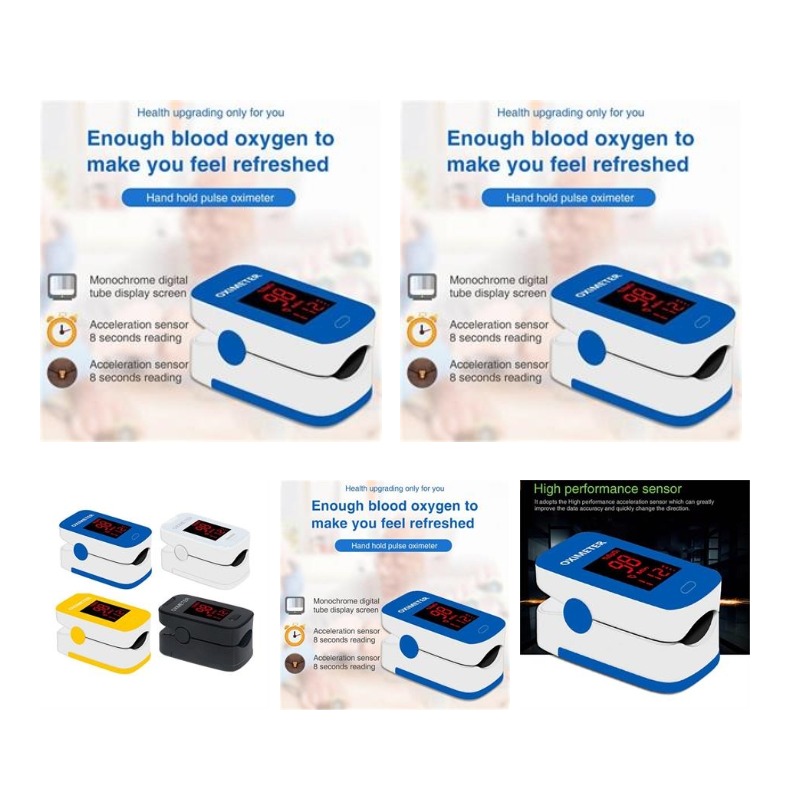 Health upgrading only for you
Enough blood oxygen to
make you feel refreshed
Hand hold pulse oximeter
Monochrome digital
tube display screen
Acceleration sensor
8 seconds reading
Acceleration sensor
8 seconds reading
OXIMETER
Health upgrading only for you
Enough blood oxygen to
make you feel refreshed
Hand hold pulse oximeter
Monochrome digital
tube display screen
Acceleration sensor
8 seconds reading
Acceleration sensor
8 seconds reading
OXIMETER
OXIMETER
OXIMETER
Health upgrading only for you
Enough blood oxygen to
make you feel refreshed
Hand hold pulse oximeter
Monochrome digital
tube display screen
Acceleration sensor
8 seconds reading
Acceleration sensor
8 seconds reading
OXIMETER
High performance sensor
It adopts the High performance acceleration sensor which can greatly
improve the data accuracy and quickly change the direction.
OXIMETER